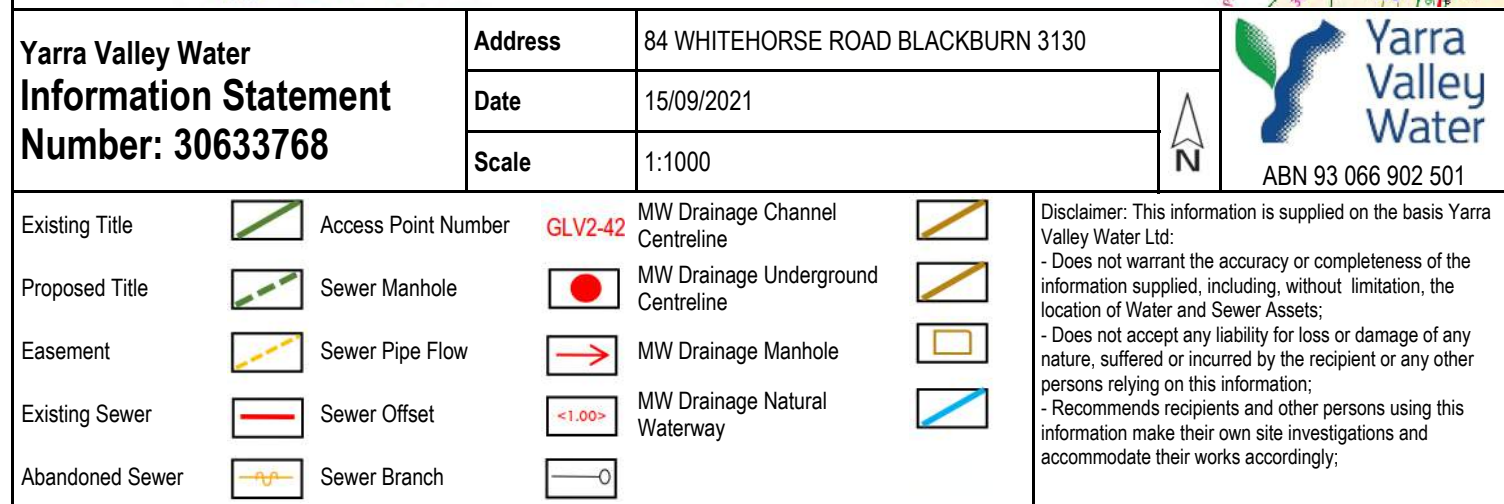 Yarra Valley Water
Information Statement
Number: 30633768
Address
84 WHITEHORSE ROAD BLACKBURN 3130
Date
15/09/2021
Scale
1:1000
N
Yarra
Valley
Water
ABN 93 066 902 501
Existing Title
Proposed Title
Easement
Existing Sewer
Abandoned Sewer
Access Point Number
GLV2-42
Sewer Manhole
Sewer Pipe Flow
Sewer Offset
<1.00>
Sewer Branch
MW Drainage Channel
Centreline
MW Drainage Underground
Centreline
MW Drainage Manhole
MW Drainage Natural
Waterway
Disclaimer: This information is supplied on the basis Yarra
Valley Water Ltd:
- Does not warrant the accuracy or completeness of the
information supplied, including, without limitation, the
location of Water and Sewer Assets;
- Does not accept any liability for loss or damage of any
nature, suffered or incurred by the recipient or any other
persons relying on this information;
- Recommends recipients and other persons using this
information make their own site investigations and
accommodate their works accordingly;